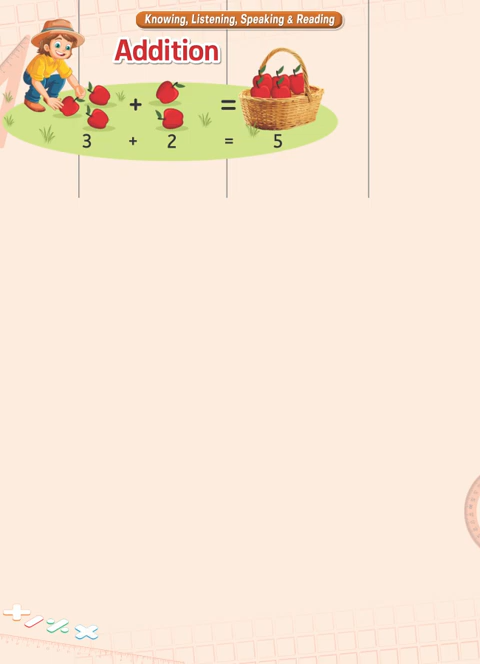 Knowing, Listening, Speaking & Reading
Addition
+ =
3 + 2 = 5